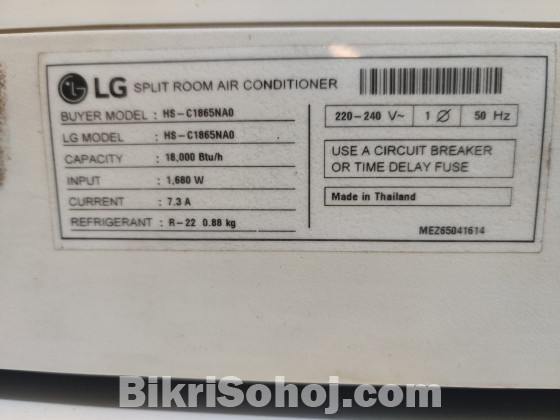 LG SPLIT ROOM AIR CONDITIONER
BUYER MODEL : HS-C1865NA0
LG MODEL : HS-C1865NA0
CAPACITY : 18,000 Btu/h
INPUT : 1,680 W
CURRENT : 7.3 A
REFRIGERANT : R-22 0.88 kg
220-240 V~ 1 Ø 50 Hz
USE A CIRCUIT BREAKER
OR TIME DELAY FUSE
Made in Thailand
MEZ65041614
BikriSohoj.com